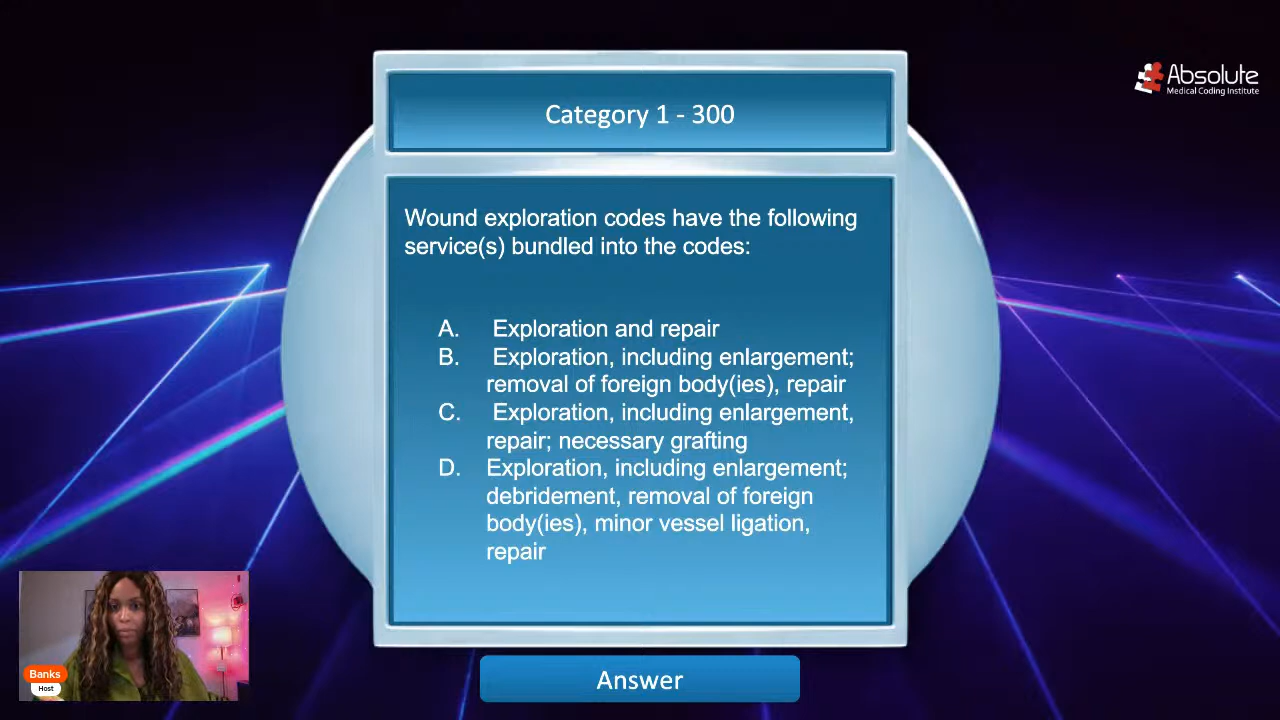 Absolute
Medical Coding Institute
Category 1 - 300
Wound exploration codes have the following
service(s) bundled into the codes:
A. Exploration and repair
B. Exploration, including enlargement;
removal of foreign body(ies), repair
C. Exploration, including enlargement,
repair; necessary grafting
D. Exploration, including enlargement;
debridement, removal of foreign
body(ies), minor vessel ligation,
repair
Banks
Host
Answer